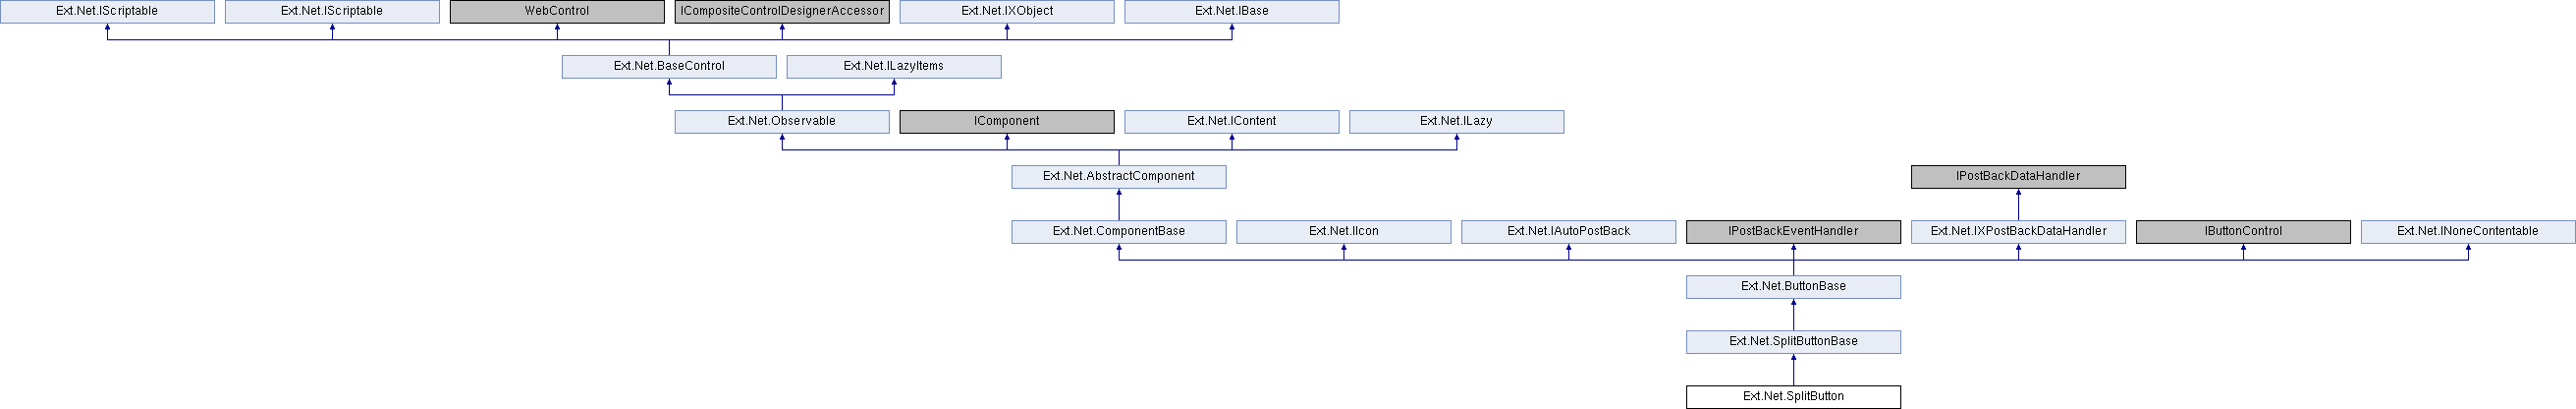 Ext.Net.IScriptable
Ext.Net.IScriptable
WebControl
ICompositeControlDesignerAccessor
Ext.Net.IXObject
Ext.Net.IBase
Ext.Net.BaseControl
Ext.Net.ILazyItems
Ext.Net.Observable
IComponent
Ext.Net.IContent
Ext.Net.ILazy
Ext.Net.AbstractComponent
IPostBackDataHandler
Ext.Net.ComponentBase
Ext.Net.IIcon
Ext.Net.IAutoPostBack
IPostBackEventHandler
Ext.Net.IXPostBackDataHandler
IButtonControl
Ext.Net.INoneContentable
Ext.Net.ButtonBase
Ext.Net.SplitButtonBase
Ext.Net.SplitButton